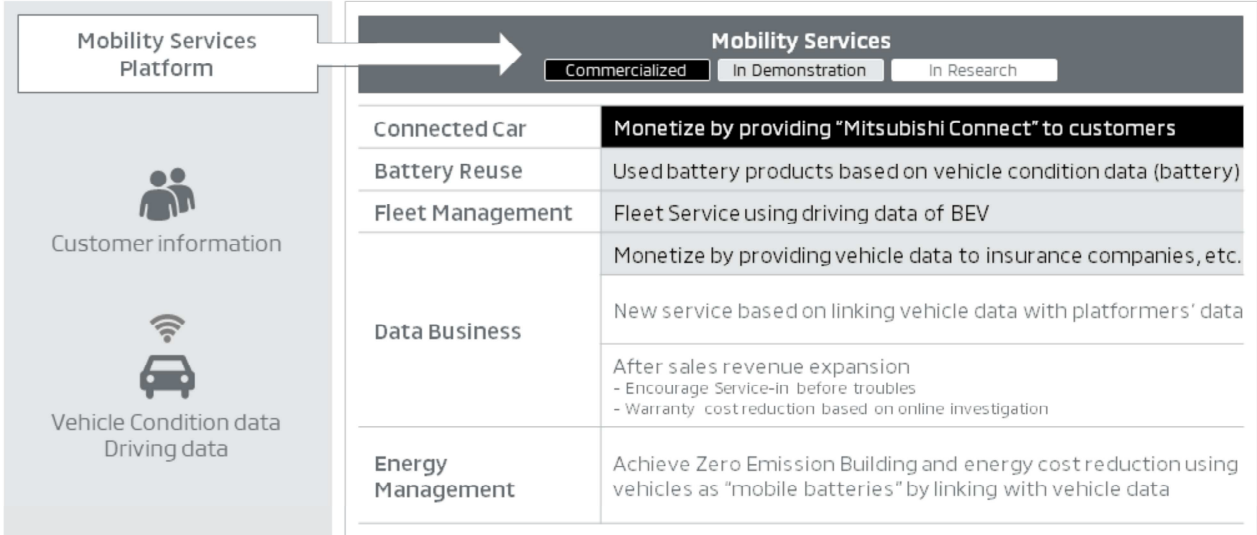 Mobility Services
Platform
Customer information
Vehicle Condition data
Driving data
Mobility Services
Commercialized
In Demonstration
In Research
Connected Car
Monetize by providing "Mitsubishi Connect" to customers
Battery Reuse
Used battery products based on vehicle condition data (battery)
Fleet Management
Fleet Service using driving data of BEV
Data Business
Monetize by providing vehicle data to insurance companies, etc.
New service based on linking vehicle data with platformers' data
After sales revenue expansion
- Encourage Service-in before troubles
- Warranty cost reduction based on online investigation
Energy
Management
Achieve Zero Emission Building and energy cost reduction using
vehicles as "mobile batteries" by linking with vehicle data